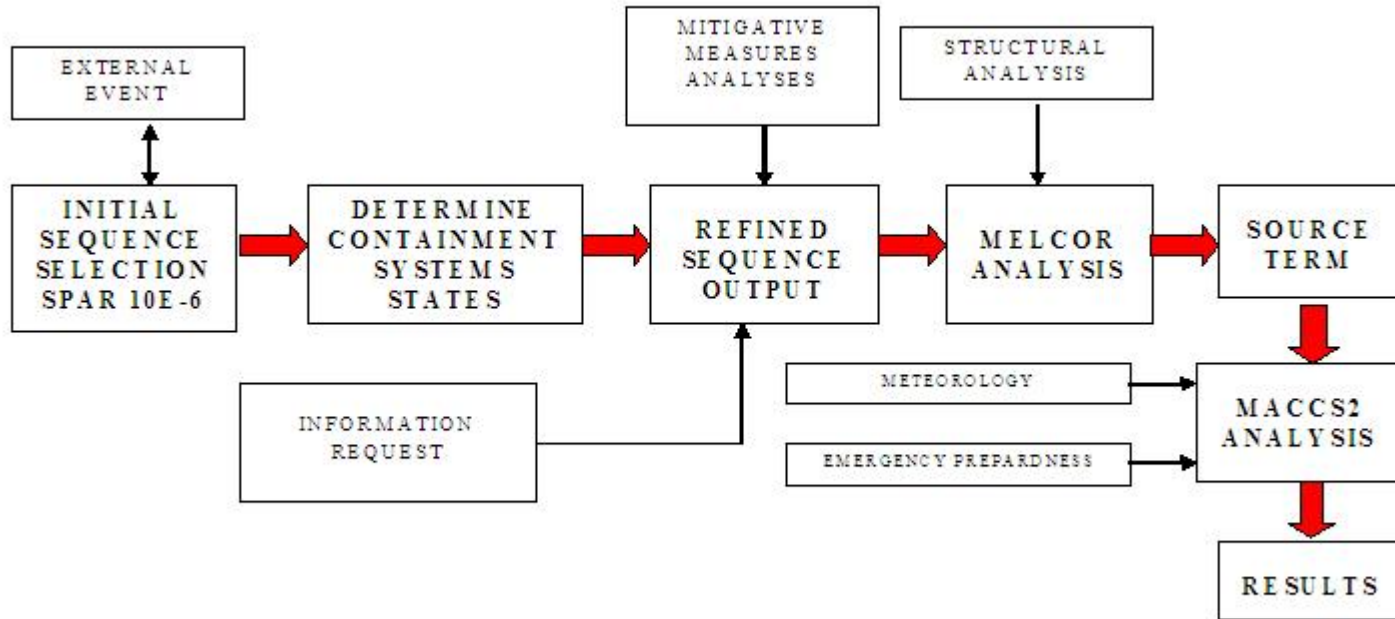 EXTERNAL
EVENT
MITIGATIVE
MEASURES
ANALYSES
STRUCTURAL
ANALYSIS
INITIAL
SEQUENCE
SELECTION
SPAR 10E-6
DETERMINE
CONTAINMENT
SYSTEMS
STATES
REFINED
SEQUENCE
OUTPUT
MELCOR
ANALYSIS
SOURCE
TERM
INFORMATION
REQUEST
METEOROLOGY
EMERGENCY PREPARDNESS
MACCS2
ANALYSIS
RESULTS